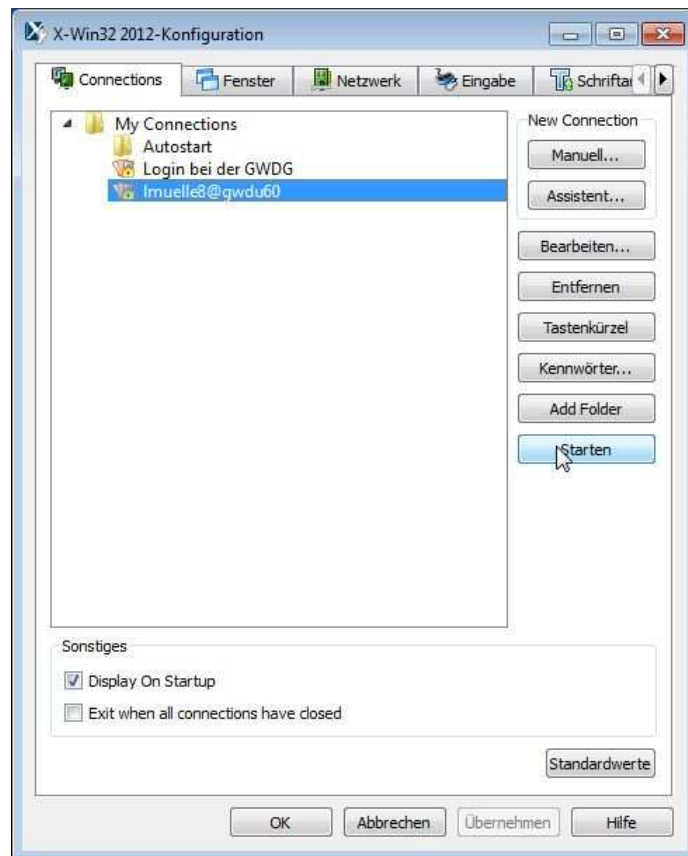 X-Win32 2012-Konfiguration
Connections
Fenster
Netzwerk
Eingabe
Schriftar
My Connections
Autostart
Login bei der GWDG
lmuelle8@gwdu60
New Connection
Manuell...
Assistent...
Bearbeiten...
Entfernen
Tastenkürzel
Kennwörter...
Add Folder
Starten
Sonstiges
Display On Startup
Exit when all connections have closed
Standardwerte
OK
Abbrechen
Übernehmen
Hilfe